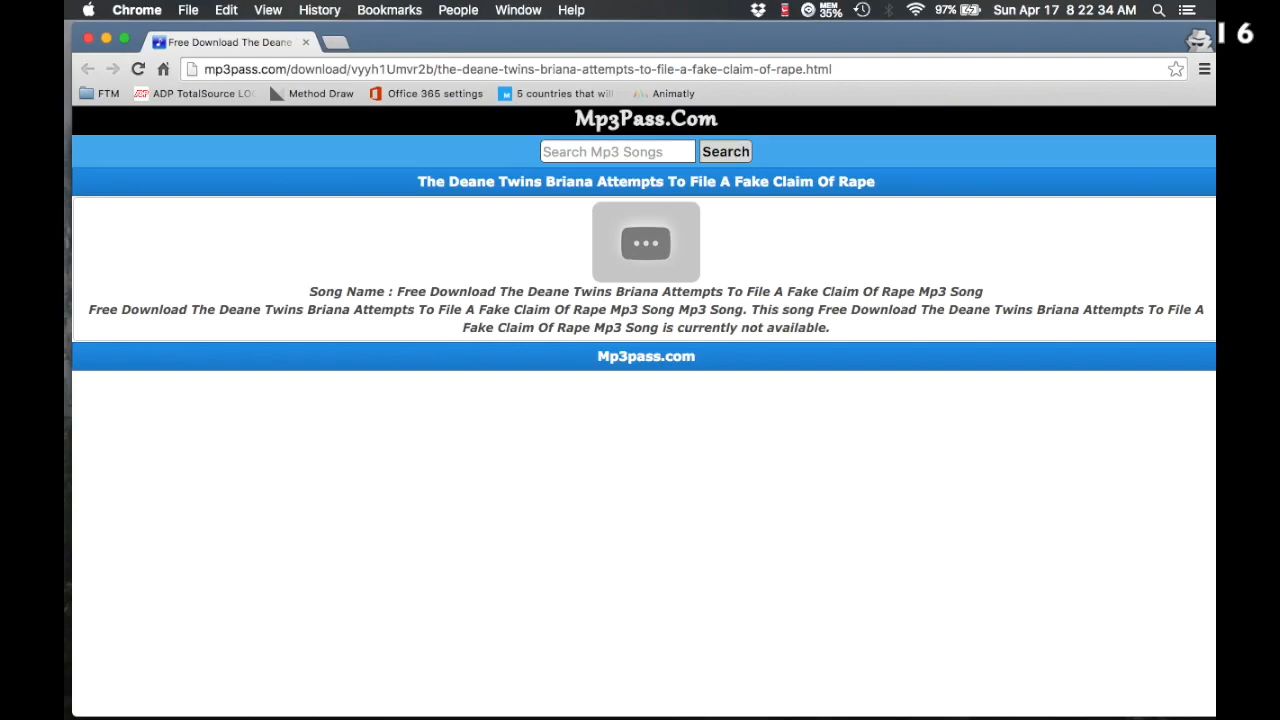 Chrome File Edit View History Bookmarks People Window Help MEM 35% 97% Sun Apr 17 8 22 34 AM
Free Download The Deane × 16
mp3pass.com/download/vyyh1Umvr2b/the-deane-twins-briana-attempts-to-file-a-fake-claim-of-rape.html
FTM ADP TotalSource LO Method Draw Office 365 settings 5 countries that will Animatly
Mp3Pass.Com
Search Mp3 Songs Search
The Deane Twins Briana Attempts To File A Fake Claim Of Rape
Song Name : Free Download The Deane Twins Briana Attempts To File A Fake Claim Of Rape Mp3 Song
Free Download The Deane Twins Briana Attempts To File A Fake Claim Of Rape Mp3 Song Mp3 Song. This song Free Download The Deane Twins Briana Attempts To File A
Fake Claim Of Rape Mp3 Song is currently not available.
Mp3pass.com